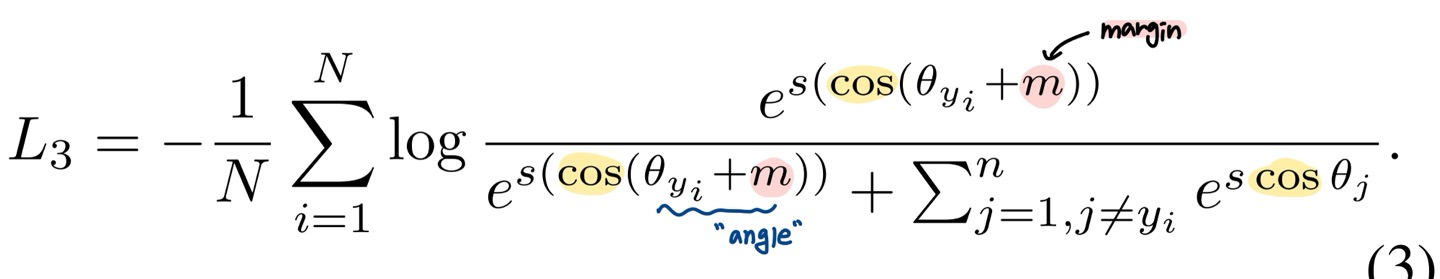 margin
L_3 = -\frac{1}{N} \sum_{i=1}^{N} \log \frac{e^{s(\cos(\theta_{y_i}+m))}}{e^{s(\cos(\theta_{y_i}+m))} + \sum_{j=1,j\neq y_i}^{n} e^{s \cos \theta_j}}.
"angle"
(3)